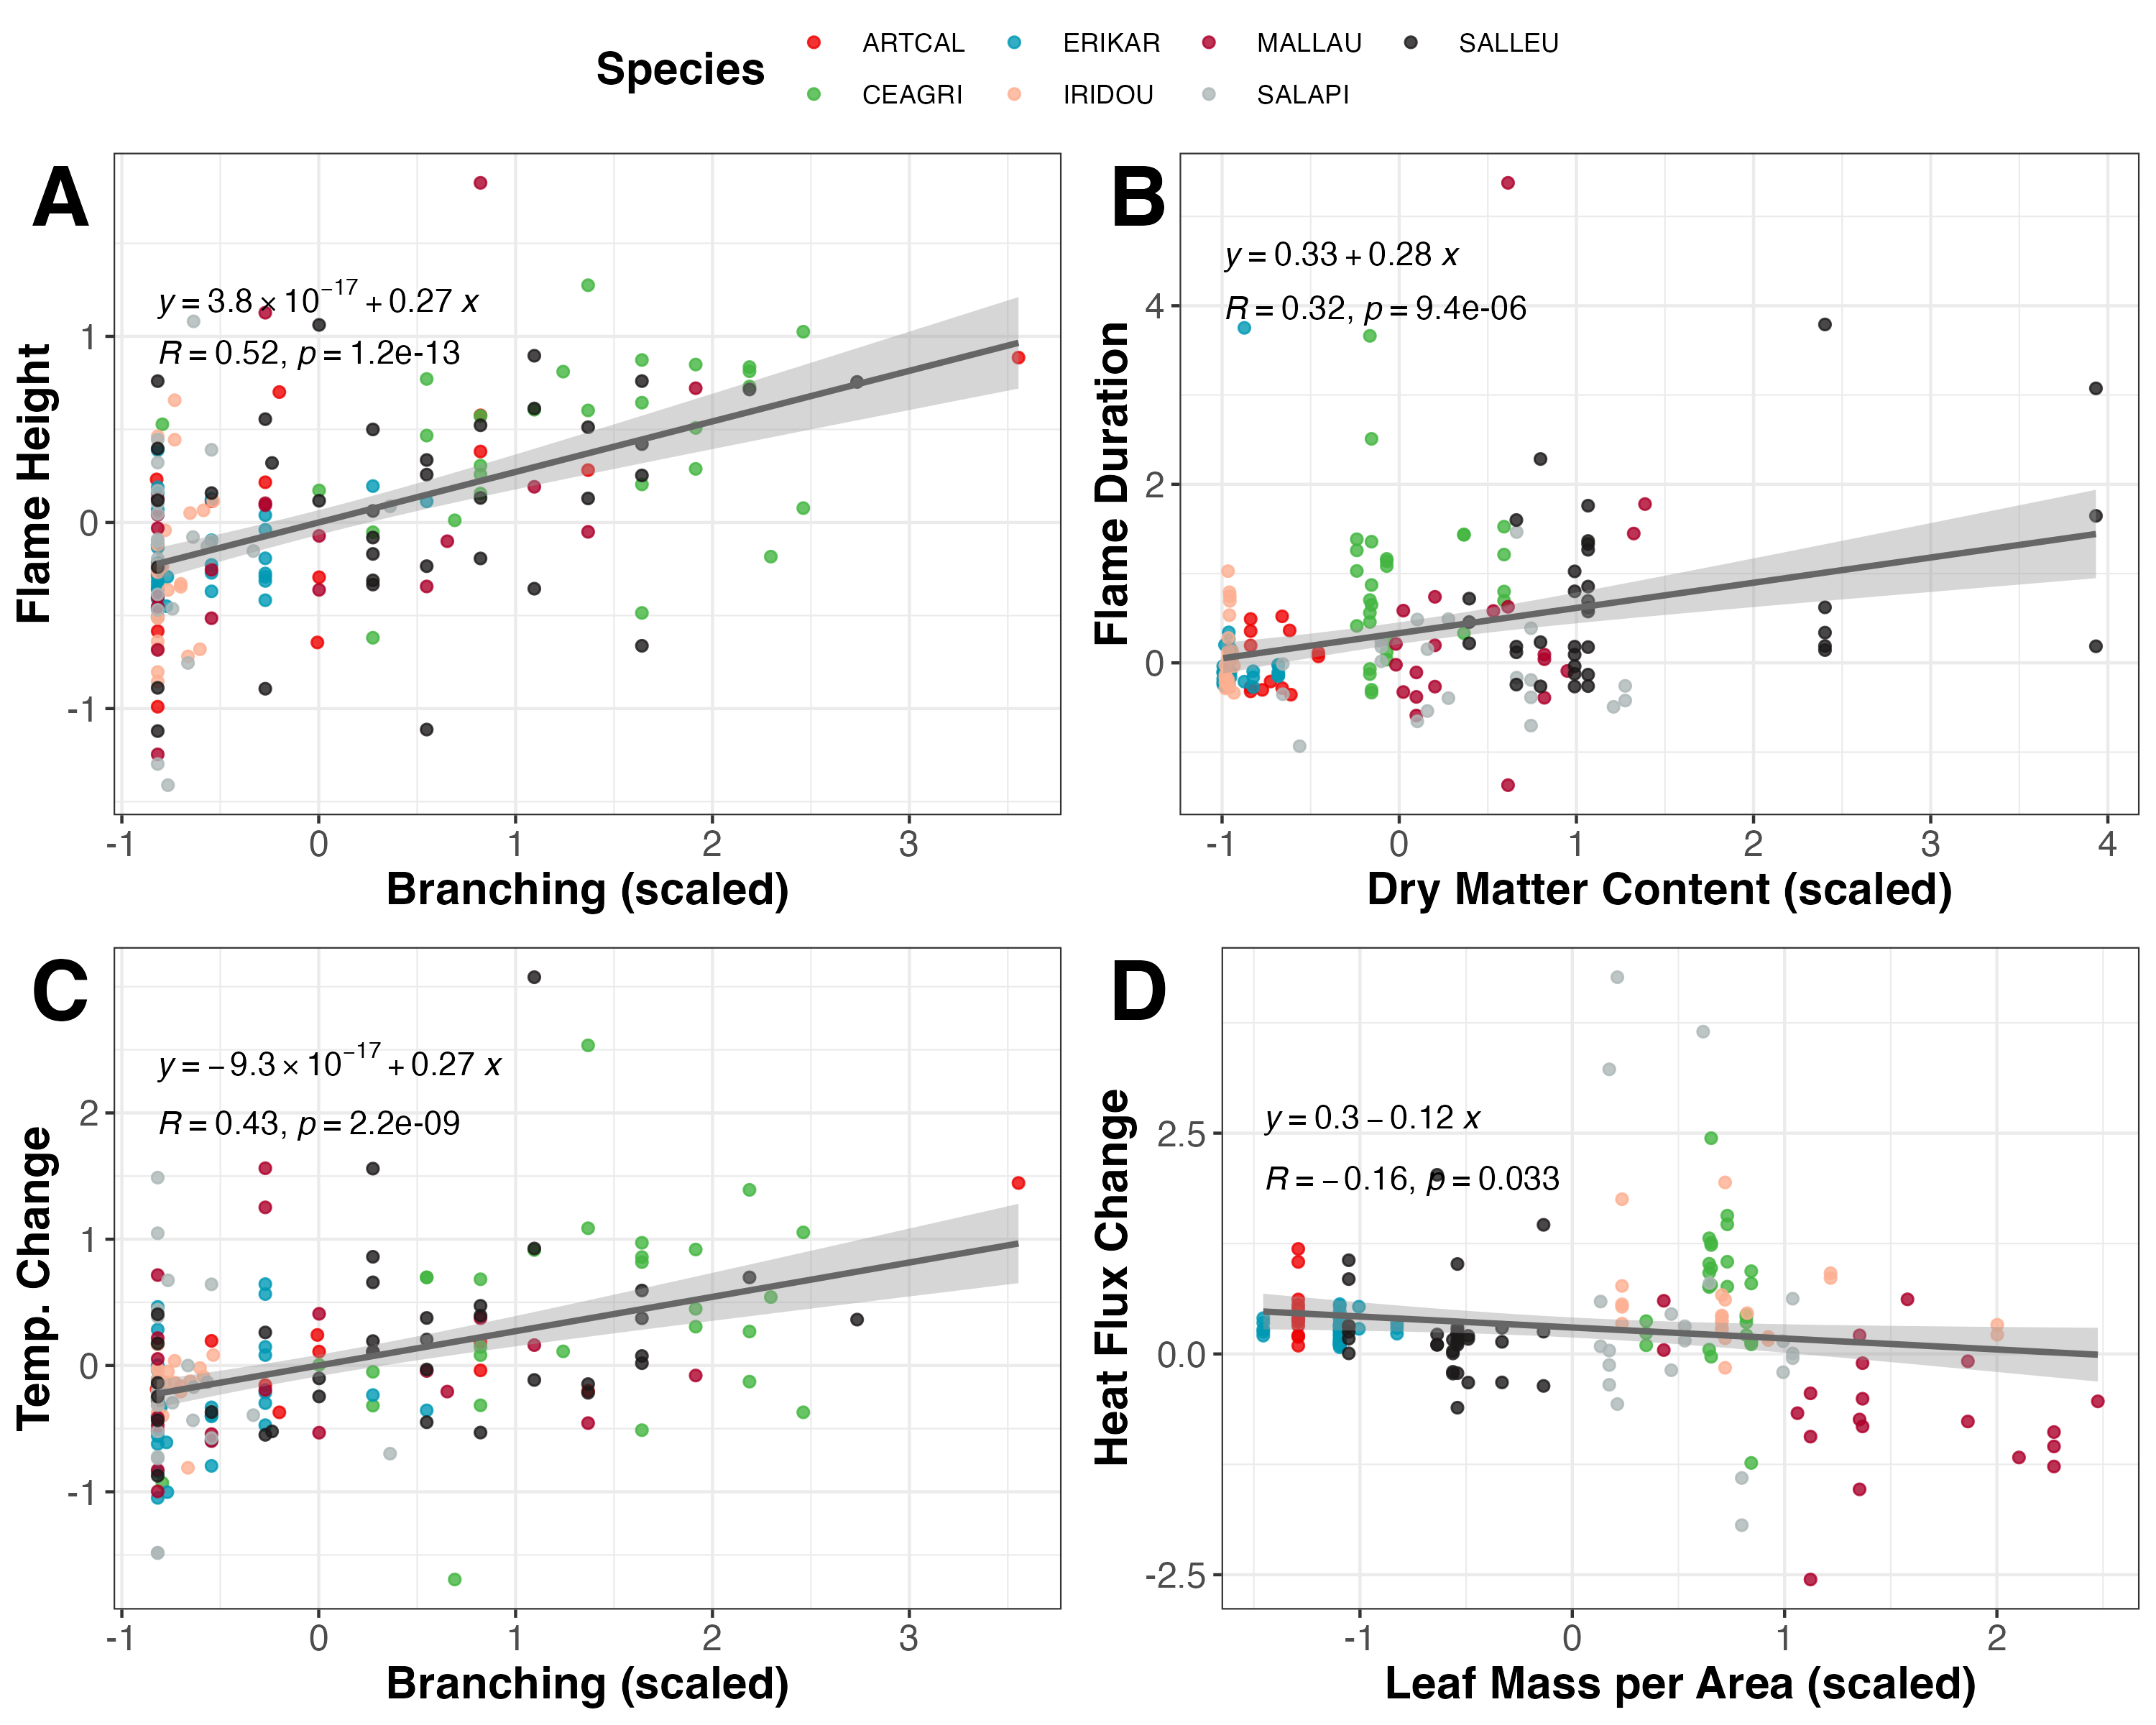 Species
ARTCAL ERIKAR MALLAU SALLEU
CEAGRI IRIDOU SALAPI
A
y = 3.8 × 10⁻¹⁷ + 0.27 x
R = 0.52, p = 1.2e-13
1
0
-1
Flame Height
-1 0 1 2 3
Branching (scaled)
B
y = 0.33 + 0.28 x
R = 0.32, p = 9.4e-06
4
2
0
Flame Duration
-1 0 1 2 3 4
Dry Matter Content (scaled)
C
y = − 9.3 × 10⁻¹⁷ + 0.27 x
R = 0.43, p = 2.2e-09
2
1
0
-1
Temp. Change
-1 0 1 2 3
Branching (scaled)
D
y = 0.3 − 0.12 x
R = − 0.16, p = 0.033
2.5
0.0
-2.5
Heat Flux Change
-1 0 1 2
Leaf Mass per Area (scaled)